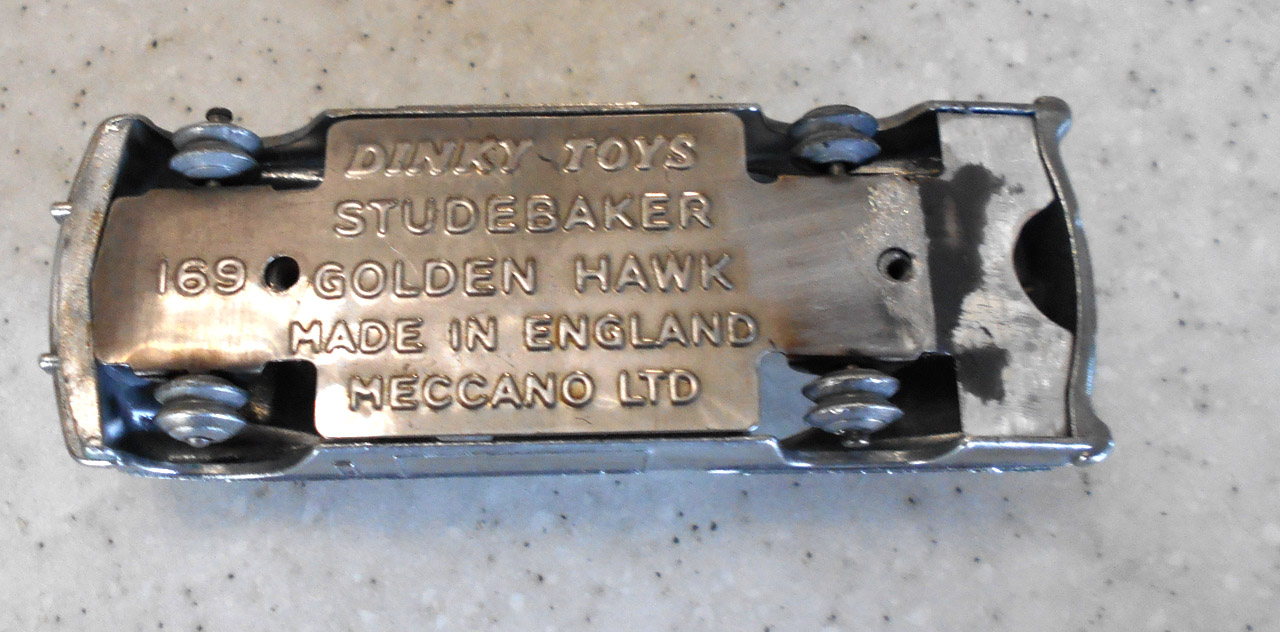 DINKY TOYS
STUDEBAKER
169 GOLDEN HAWK
MADE IN ENGLAND
MECCANO LTD